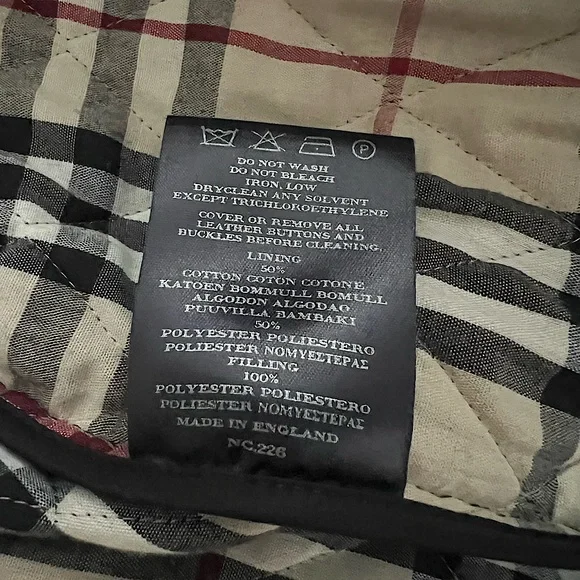 P
DO NOT WASH
DO NOT BLEACH
IRON, LOW
DRYCLEAN ANY SOLVENT
EXCEPT TRICHLOROETHYLENE
COVER OR REMOVE ALL
LEATHER BUTTONS AND
BUCKLES BEFORE CLEANING.
LINING
50%
COTTON COTON COTONE
KATOEN BOMMULL BOMULL
ALGODON ALGODAO
PUUVILLA BAMBAKI
50%
POLYESTER POLIESTERO
POLIESTER ΝΟΜΥΕΣΤΕΡΑΣ
FILLING
100%
POLYESTER POLIESTERO
POLIESTER ΝΟΜΥΕΣΤΕΡΑΣ
MADE IN ENGLAND
NC.226